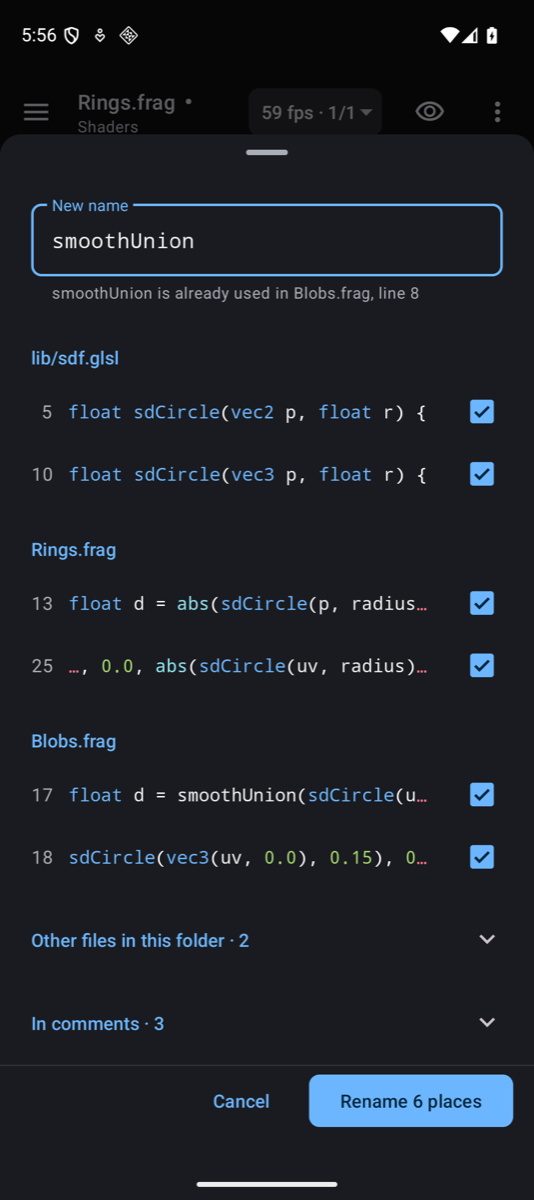 5:56
Rings.frag •
Shaders
59 fps · 1/1
New name
smoothUnion
smoothUnion is already used in Blobs.frag, line 8
lib/sdf.glsl
5 float sdCircle(vec2 p, float r) {
10 float sdCircle(vec3 p, float r) {
Rings.frag
13 float d = abs(sdCircle(p, radius…
25 …, 0.0, abs(sdCircle(uv, radius)…
Blobs.frag
17 float d = smoothUnion(sdCircle(u…
18 sdCircle(vec3(uv, 0.0), 0.15), 0…
Other files in this folder · 2
In comments · 3
Cancel
Rename 6 places